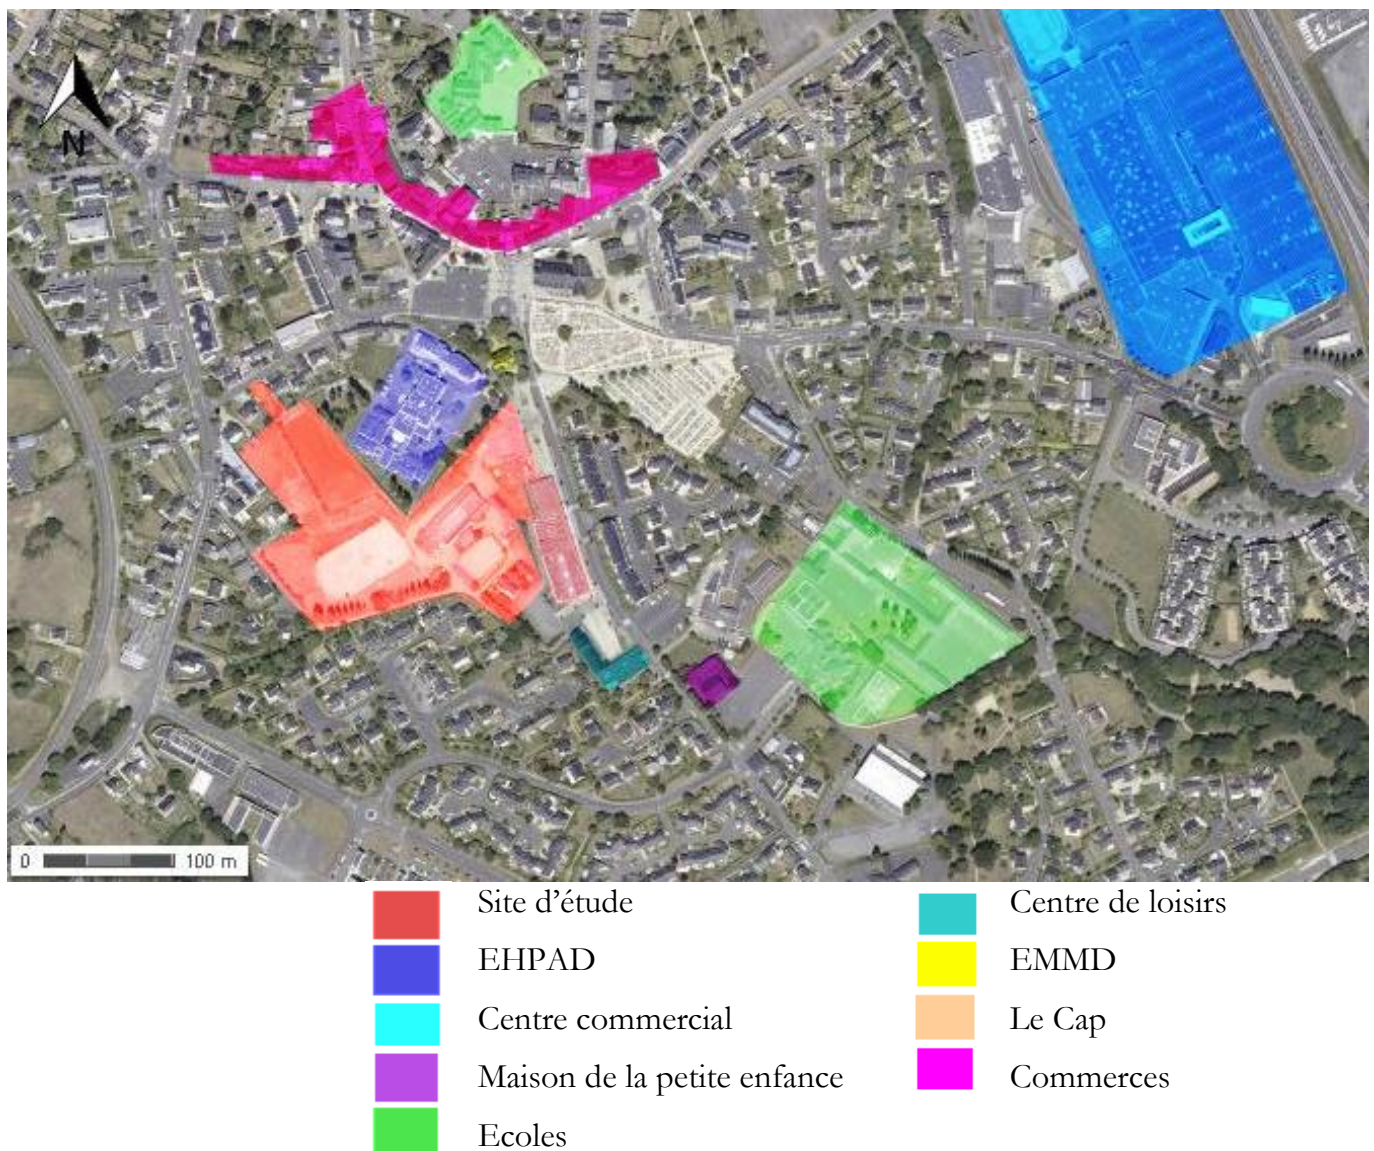 N
0 100 m
Site d’étude
EHPAD
Centre commercial
Maison de la petite enfance
Ecoles
Centre de loisirs
EMMD
Le Cap
Commerces